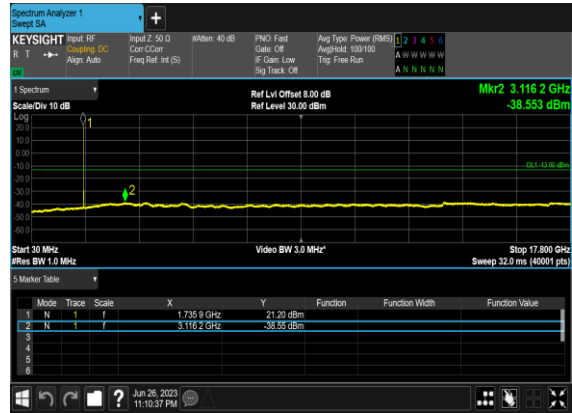 Spectrum Analyzer 1
Swept SA
+
KEYSIGHT Input: RF Input Z: 50 Ω #Atten: 40 dB PNO: Fast Avg Type: Power (RMS) 1 2 3 4 5 6
R T Coupling: DC Corr CCorr Gate: Off Avg|Hold: 100/100 A W W W W W
Align: Auto Freq Ref: Int (S) IF Gain: Low Trig: Free Run
Sig Track: Off A N N N N N
LW
1 Spectrum Ref Lvl Offset 8.00 dB Mkr2 3.116 2 GHz
Scale/Div 10 dB Ref Level 30.00 dBm -38.553 dBm
Log
20.0
10.0
0.00
-10.0
-20.0
-30.0
-40.0
-50.0
-60.0
1
DL1 -13.00 dBm
2
Start 30 MHz Video BW 3.0 MHz* Stop 17.800 GHz
#Res BW 1.0 MHz Sweep 32.0 ms (40001 pts)
5 Marker Table
Mode Trace Scale X Y Function Function Width Function Value
1 N 1 f 1.735 9 GHz 21.20 dBm
2 N 1 f 3.116 2 GHz -38.55 dBm
3
4
5
6
? Jun 26, 2023
11:10:37 PM